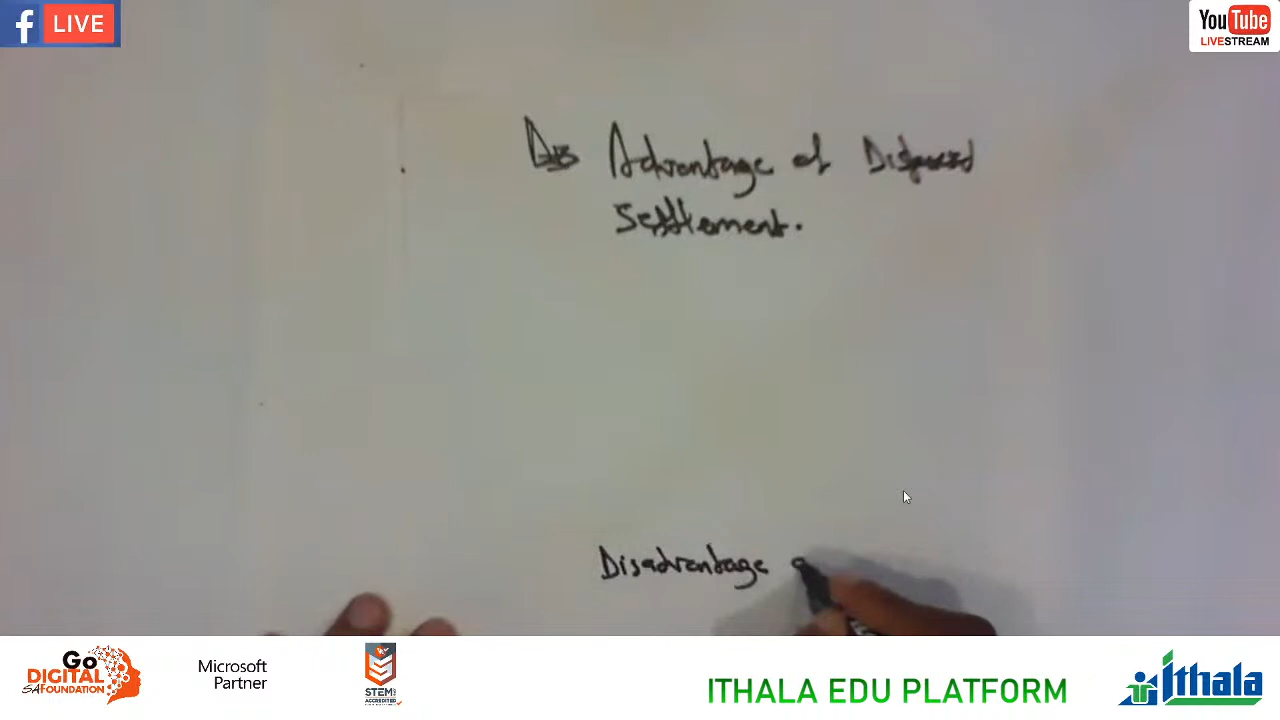 f LIVE
YouTube
LIVESTREAM
Advantage of Dispersed
Settlement.
Disadvantage o
Go
DIGITAL
SA FOUNDATION
Microsoft
Partner
STEM
ACCREDITED
ITHALA EDU PLATFORM
Ithala